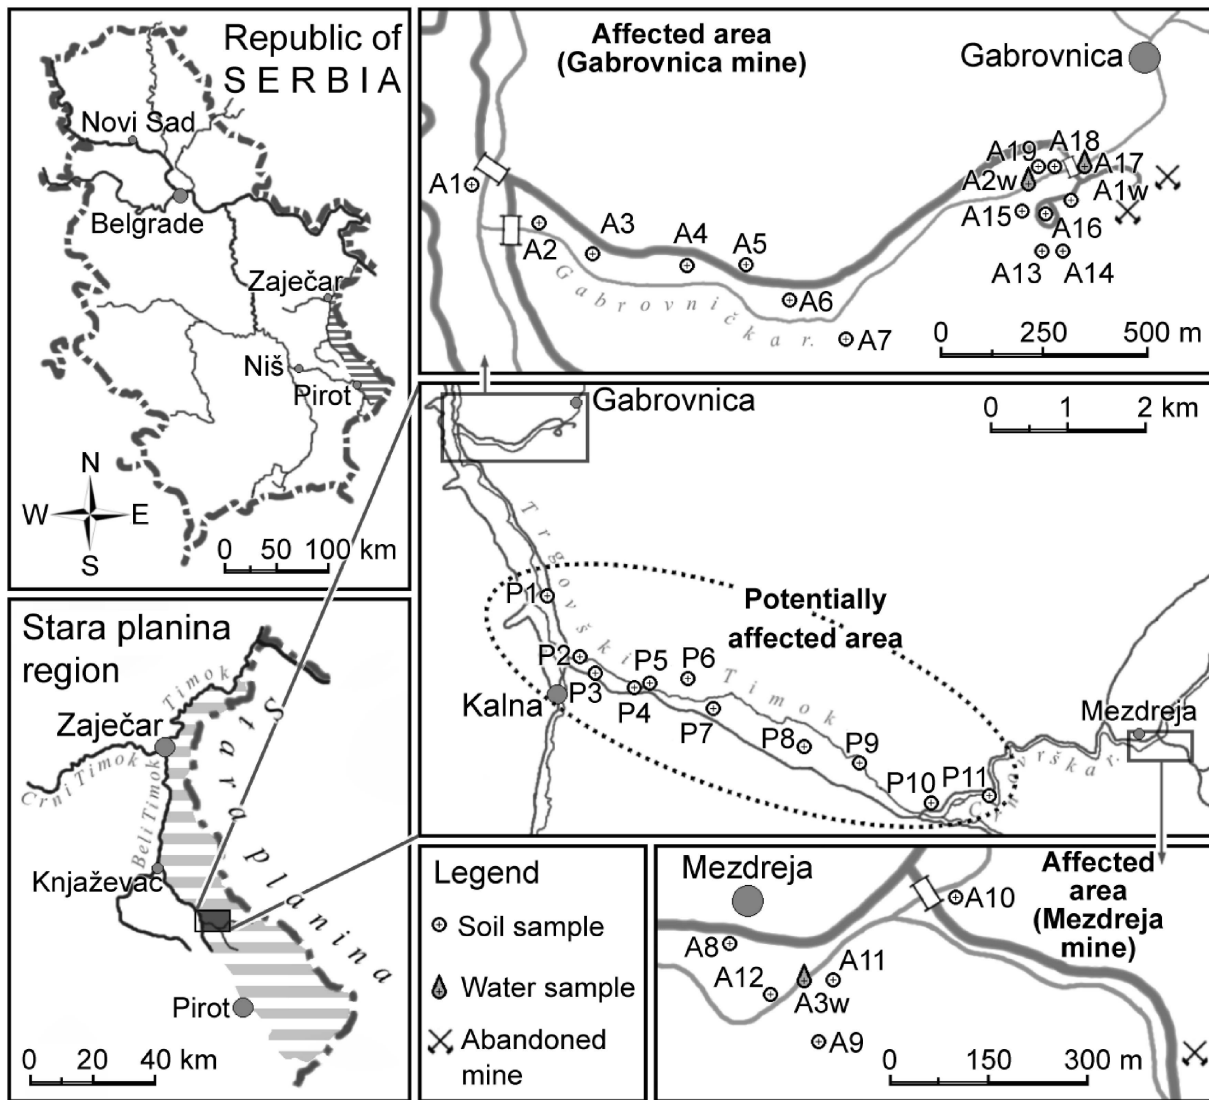 Republic of
SERBIA
Novi Sad
Belgrade
Zaječar
Niš
Pirot
N
W E
S
0 50 100 km
Stara planina
region
Timok
Zaječar
Crni Timok
Beli Timok
Stara planina
Knjaževac
Pirot
0 20 40 km
Affected area
(Gabrovnica mine)
Gabrovnica
A1
A2
A3
A4
A5
A6
A7
Gabrovnička r.
A19
A18
A17
A2w
A1w
A15
A16
A13
A14
0 250 500 m
Gabrovnica
0 1 2 km
Trgovški Timok
Potentially
affected area
P1
P2
P3
P4
P5
P6
P7
P8
P9
P10
P11
Kalna
Mezdreja
Crnovrška r.
Legend
Soil sample
Water sample
Abandoned
mine
Mezdreja
Affected
area
(Mezdreja
mine)
A10
A8
A12
A11
A3w
A9
0 150 300 m